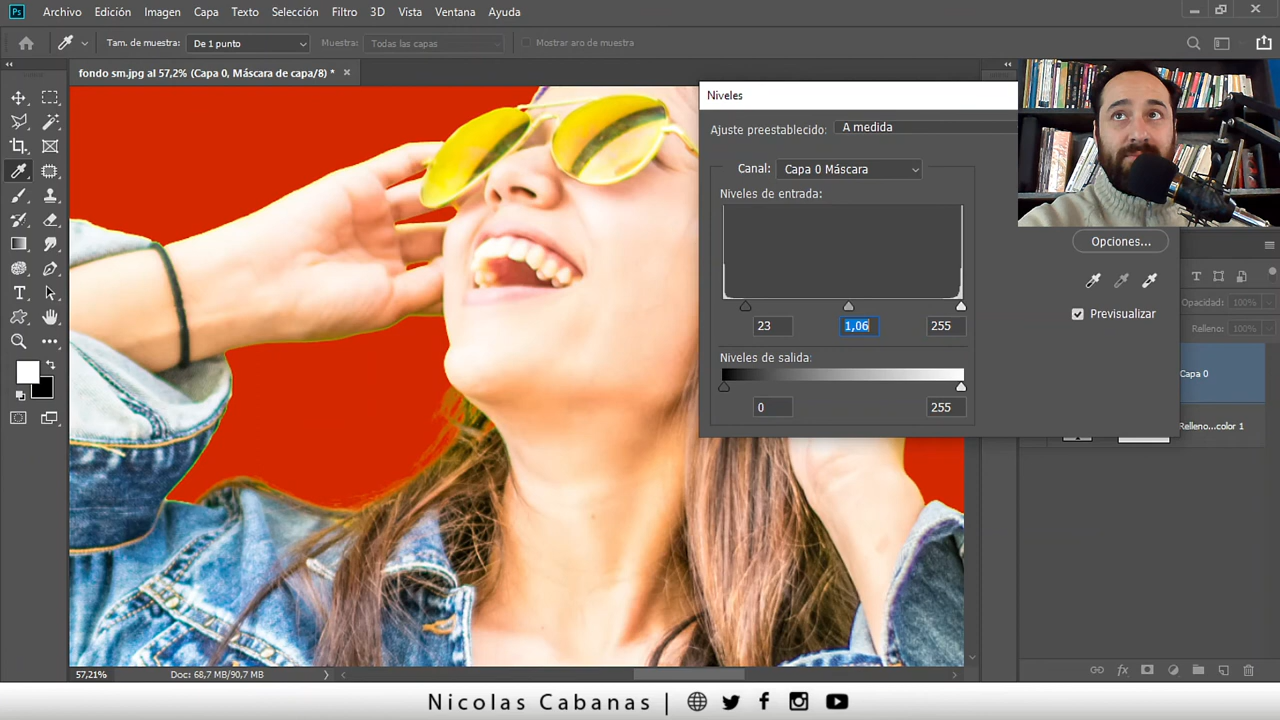 Ps Archivo Edición Imagen Capa Texto Selección Filtro 3D Vista Ventana Ayuda
Tam. de muestra: De 1 punto Muestra: Todas las capas Mostrar aro de muestra
fondo sm.jpg al 57,2% (Capa 0, Máscara de capa/8) *
Niveles
Ajuste preestablecido: A medida
Canal: Capa 0 Máscara
Niveles de entrada:
Opciones...
Previsualizar
23 1,06 255
Niveles de salida:
0 255
Opacidad: 100%
Relleno: 100%
Capa 0
Relleno...color 1
57,21% Doc: 68,7 MB/90,7 MB
Nicolas Cabanas |